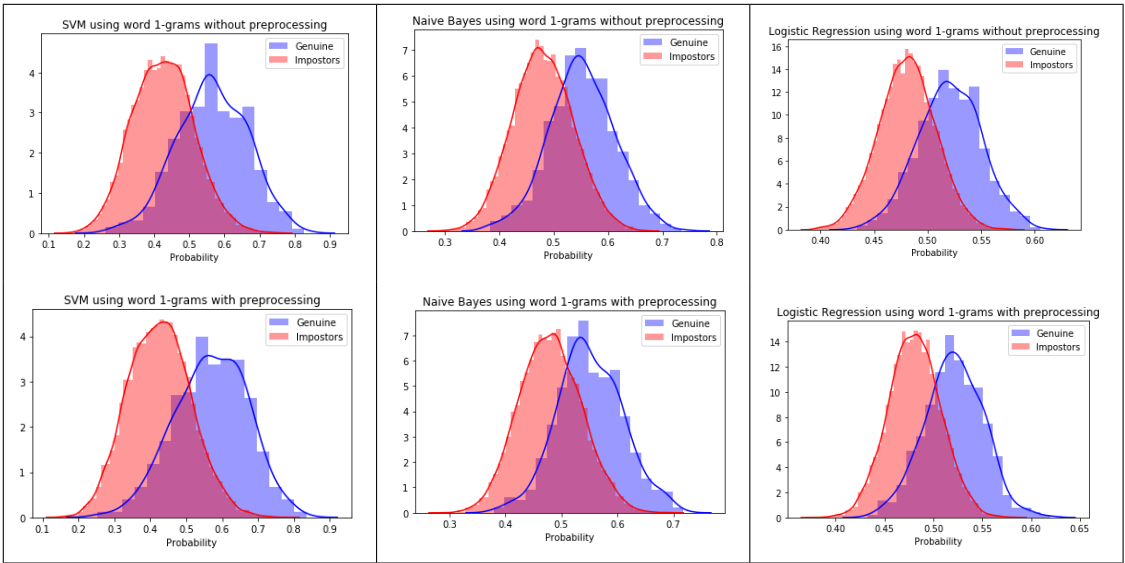 SVM using word 1-grams without preprocessing
Genuine
Impostors
4
3
2
1
0
0.1 0.2 0.3 0.4 0.5 0.6 0.7 0.8 0.9
Probability
Naive Bayes using word 1-grams without preprocessing
Genuine
Impostors
7
6
5
4
3
2
1
0
0.3 0.4 0.5 0.6 0.7 0.8
Probability
Logistic Regression using word 1-grams without preprocessing
Genuine
Impostors
16
14
12
10
8
6
4
2
0
0.40 0.45 0.50 0.55 0.60
Probability
SVM using word 1-grams with preprocessing
Genuine
Impostors
4
3
2
1
0
0.1 0.2 0.3 0.4 0.5 0.6 0.7 0.8 0.9
Probability
Naive Bayes using word 1-grams with preprocessing
Genuine
Impostors
8
7
6
5
4
3
2
1
0
0.3 0.4 0.5 0.6 0.7
Probability
Logistic Regression using word 1-grams with preprocessing
Genuine
Impostors
14
12
10
8
6
4
2
0
0.40 0.45 0.50 0.55 0.60 0.65
Probability